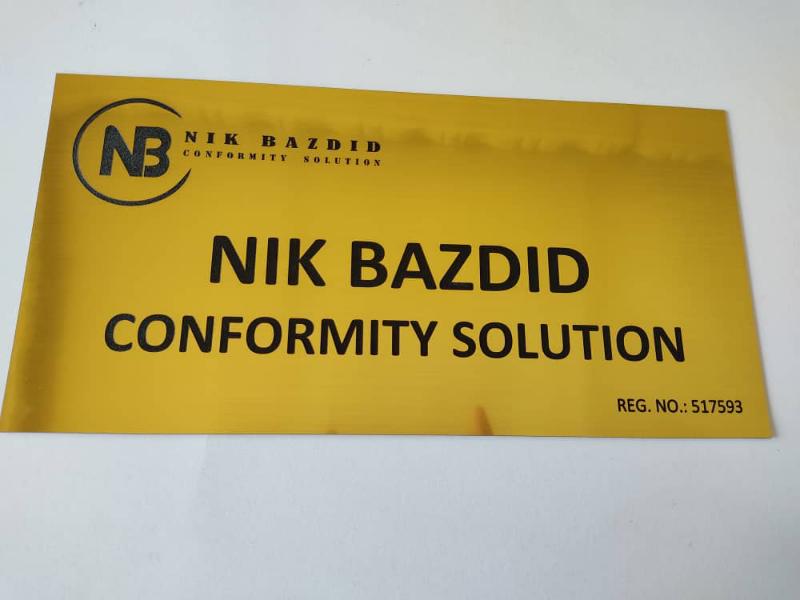 NB
NIK BAZDID
CONFORMITY SOLUTION
NIK BAZDID
CONFORMITY SOLUTION
REG. NO.: 517593